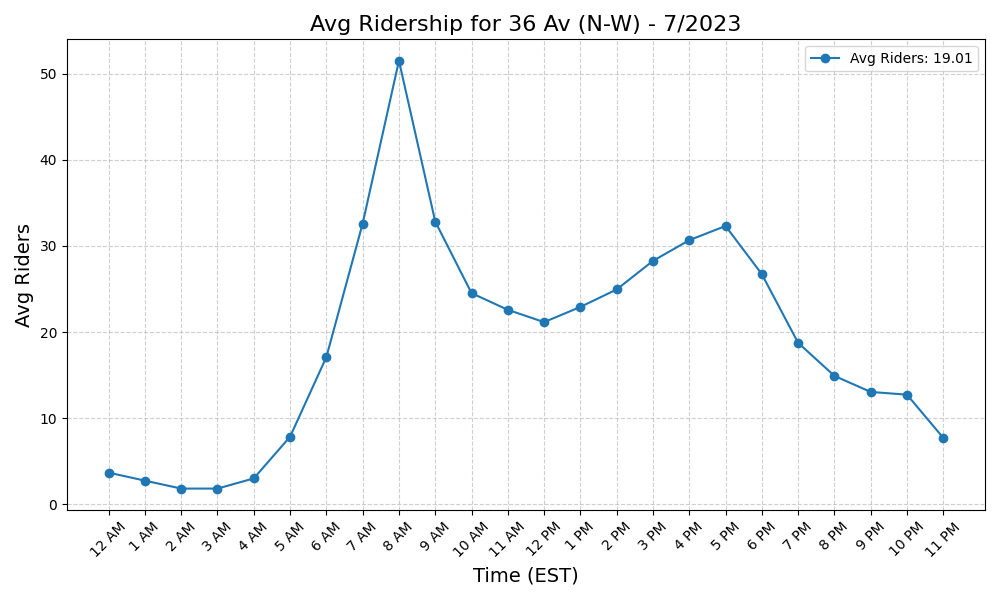 Avg Ridership for 36 Av (N-W) - 7/2023
Avg Riders: 19.01
Avg Riders
50
40
30
20
10
0
12 AM 1 AM 2 AM 3 AM 4 AM 5 AM 6 AM 7 AM 8 AM 9 AM 10 AM 11 AM 12 PM 1 PM 2 PM 3 PM 4 PM 5 PM 6 PM 7 PM 8 PM 9 PM 10 PM 11 PM
Time (EST)